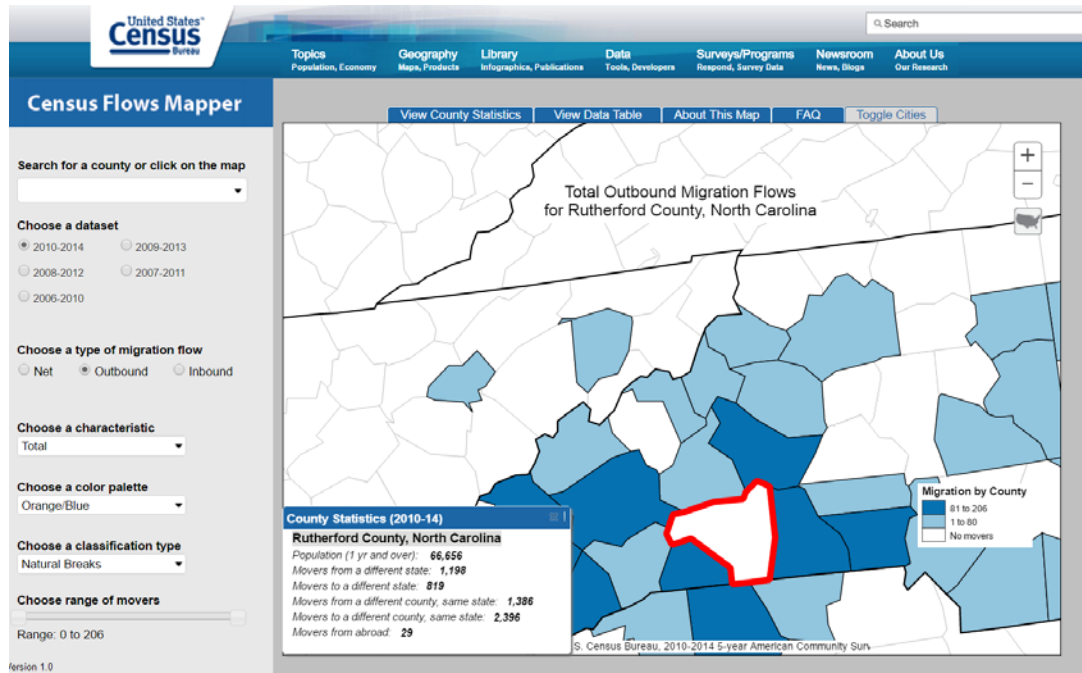 United States™
Census
Bureau
Search
Topics
Population, Economy
Geography
Maps, Products
Library
Infographics, Publications
Data
Tools, Developers
Surveys/Programs
Respond, Survey Data
Newsroom
News, Blogs
About Us
Our Research
Census Flows Mapper
View County Statistics
View Data Table
About This Map
FAQ
Toggle Cities
Search for a county or click on the map
Choose a dataset
2010-2014 2009-2013
2008-2012 2007-2011
2006-2010
Choose a type of migration flow
Net Outbound Inbound
Choose a characteristic
Total
Choose a color palette
Orange/Blue
Choose a classification type
Natural Breaks
Choose range of movers
Range: 0 to 206
Version 1.0
Total Outbound Migration Flows
for Rutherford County, North Carolina
+
−
Migration by County
81 to 206
1 to 80
No movers
County Statistics (2010-14)
Rutherford County, North Carolina
Population (1 yr and over): 66,656
Movers from a different state: 1,198
Movers to a different state: 819
Movers from a different county, same state: 1,386
Movers to a different county, same state: 2,396
Movers from abroad: 29
S. Census Bureau, 2010-2014 5-year American Community Surv